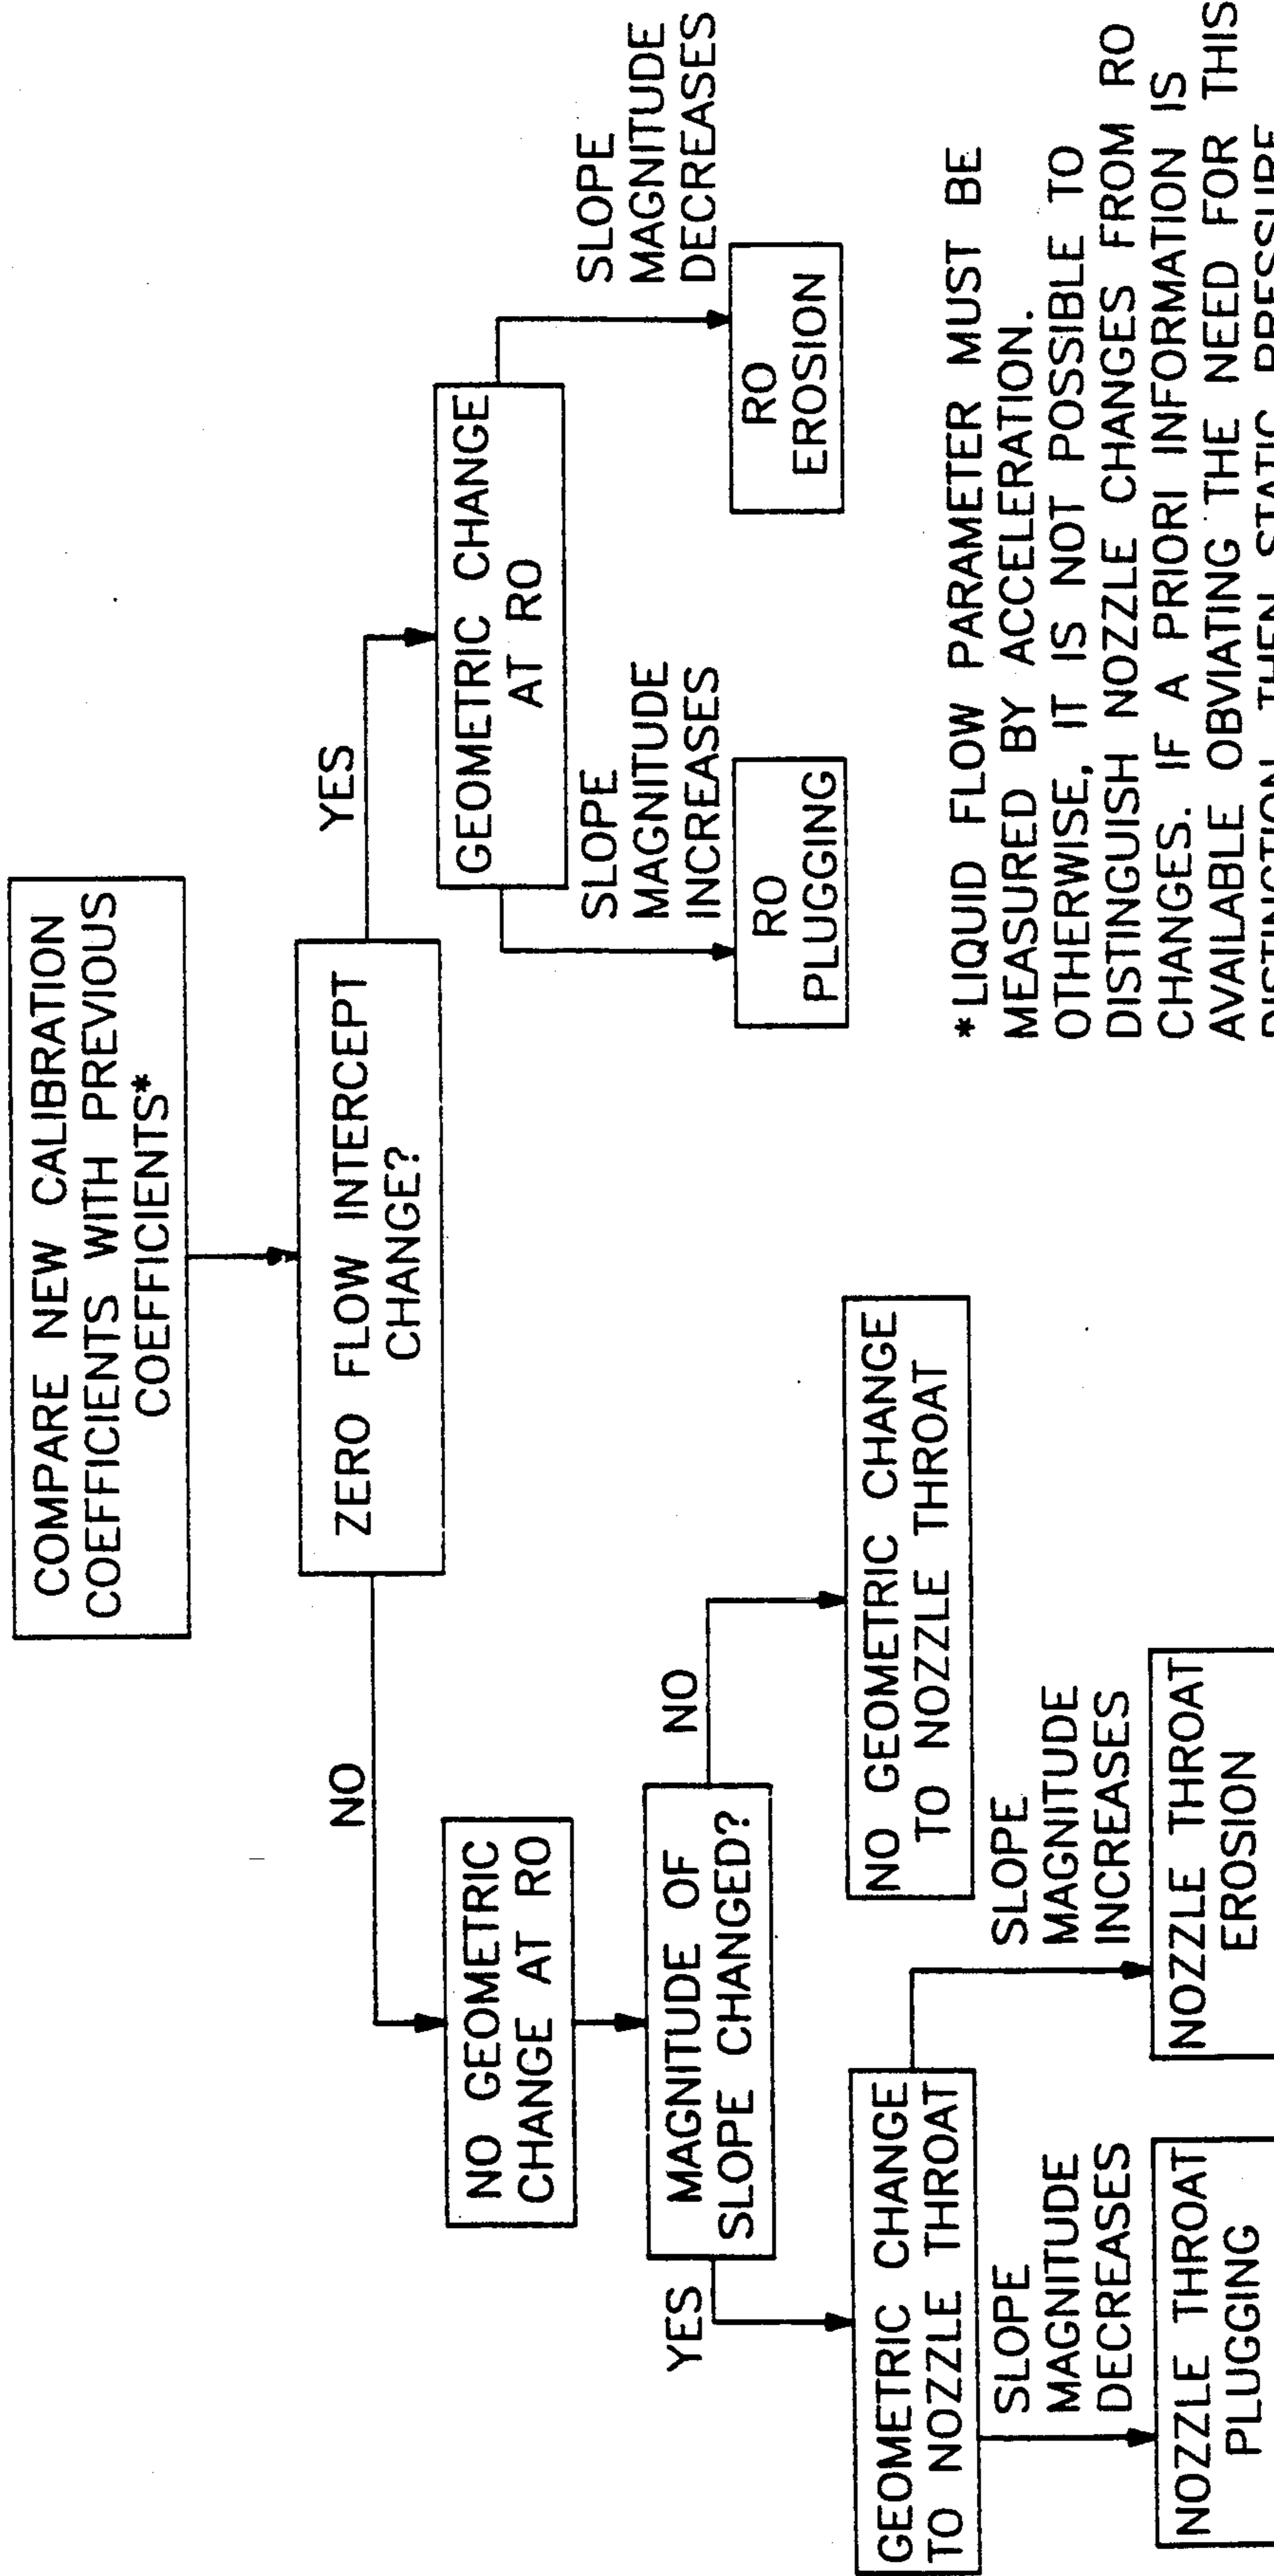 COMPARE NEW CALIBRATION
COEFFICIENTS WITH PREVIOUS
COEFFICIENTS*
ZERO FLOW INTERCEPT
CHANGE?
NO
YES
NO GEOMETRIC
CHANGE AT RO
GEOMETRIC CHANGE
AT RO
MAGNITUDE OF
SLOPE CHANGED?
SLOPE
MAGNITUDE
INCREASES
SLOPE
MAGNITUDE
DECREASES
YES
NO
RO
PLUGGING
RO
EROSION
GEOMETRIC CHANGE
TO NOZZLE THROAT
NO GEOMETRIC CHANGE
TO NOZZLE THROAT
SLOPE
MAGNITUDE
DECREASES
SLOPE
MAGNITUDE
INCREASES
NOZZLE THROAT
PLUGGING
NOZZLE THROAT
EROSION
*LIQUID FLOW PARAMETER MUST BE
MEASURED BY ACCELERATION.
OTHERWISE, IT IS NOT POSSIBLE TO
DISTINGUISH NOZZLE CHANGES FROM RO
CHANGES. IF A PRIORI INFORMATION IS
AVAILABLE OBVIATING THE NEED FOR THIS
DISTINCTION, THEN STATIC PRESSURE